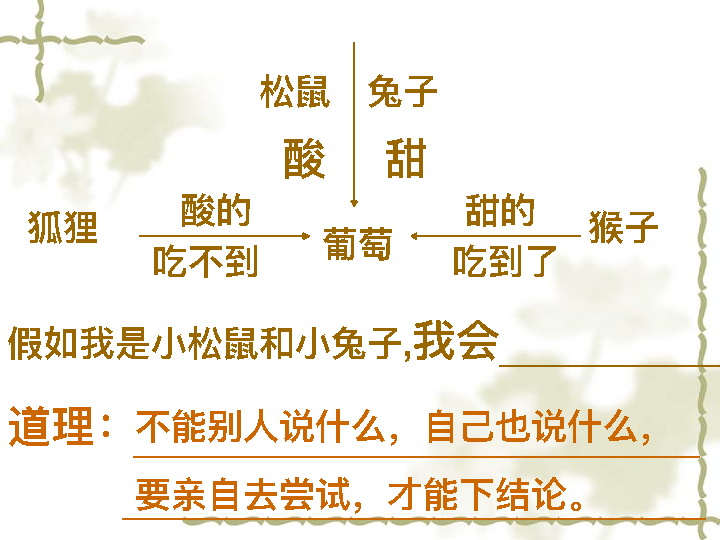 松鼠 兔子
酸 甜
酸的 甜的
狐狸 葡萄 猴子
吃不到 吃到了
假如我是小松鼠和小兔子,我会
道理：不能别人说什么，自己也说什么，
要亲自去尝试，才能下结论。